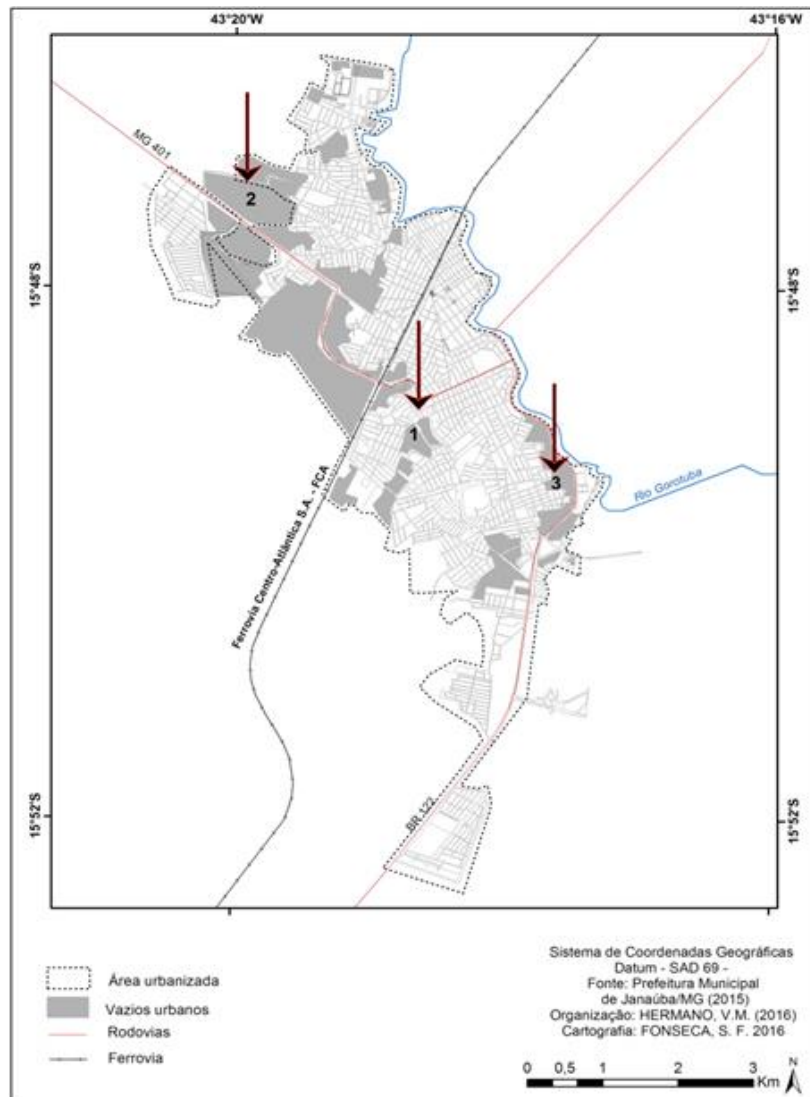 43°20'W
43°16'W
MG 401
2
15°48'S
15°48'S
1
3
Rio Gorotuba
Ferrovia Centro-Atlântica S.A. - FCA
BR 122
15°52'S
15°52'S
Área urbanizada
Vazios urbanos
Rodovias
Ferrovia
Sistema de Coordenadas Geográficas
Datum - SAD 69 -
Fonte: Prefeitura Municipal
de Janaúba/MG (2015)
Organização: HERMANO, V.M. (2016)
Cartografia: FONSECA, S. F. 2016
0 0,5 1 2 3
Km
N